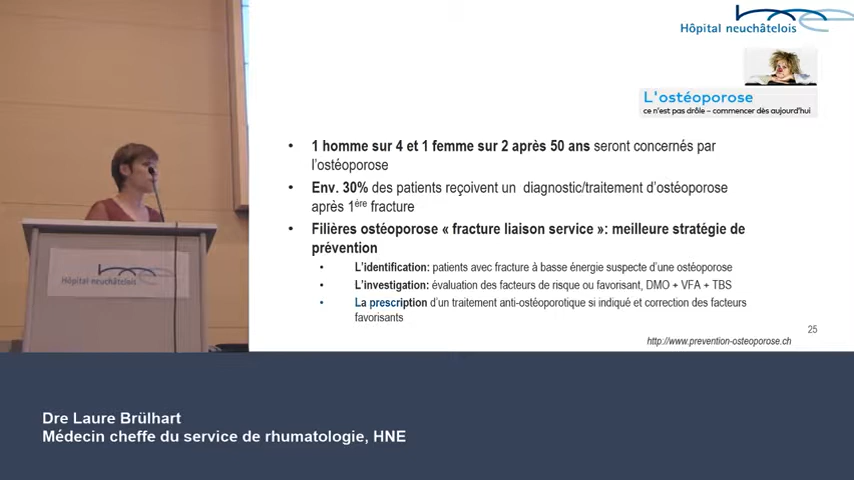 Hôpital neuchâtelois
L'ostéoporose
ce n'est pas drôle – commencer dès aujourd'hui
• 1 homme sur 4 et 1 femme sur 2 après 50 ans seront concernés par
l'ostéoporose
• Env. 30% des patients reçoivent un diagnostic/traitement d'ostéoporose
après 1ère fracture
• Filières ostéoporose « fracture liaison service »: meilleure stratégie de
prévention
• L'identification: patients avec fracture à basse énergie suspecte d'une ostéoporose
• L'investigation: évaluation des facteurs de risque ou favorisant, DMO + VFA + TBS
• La prescription d'un traitement anti-ostéoporotique si indiqué et correction des facteurs
favorisants
25
http://www.prevention-osteoporose.ch
Hôpital neuchâtelois
Dre Laure Brülhart
Médecin cheffe du service de rhumatologie, HNE